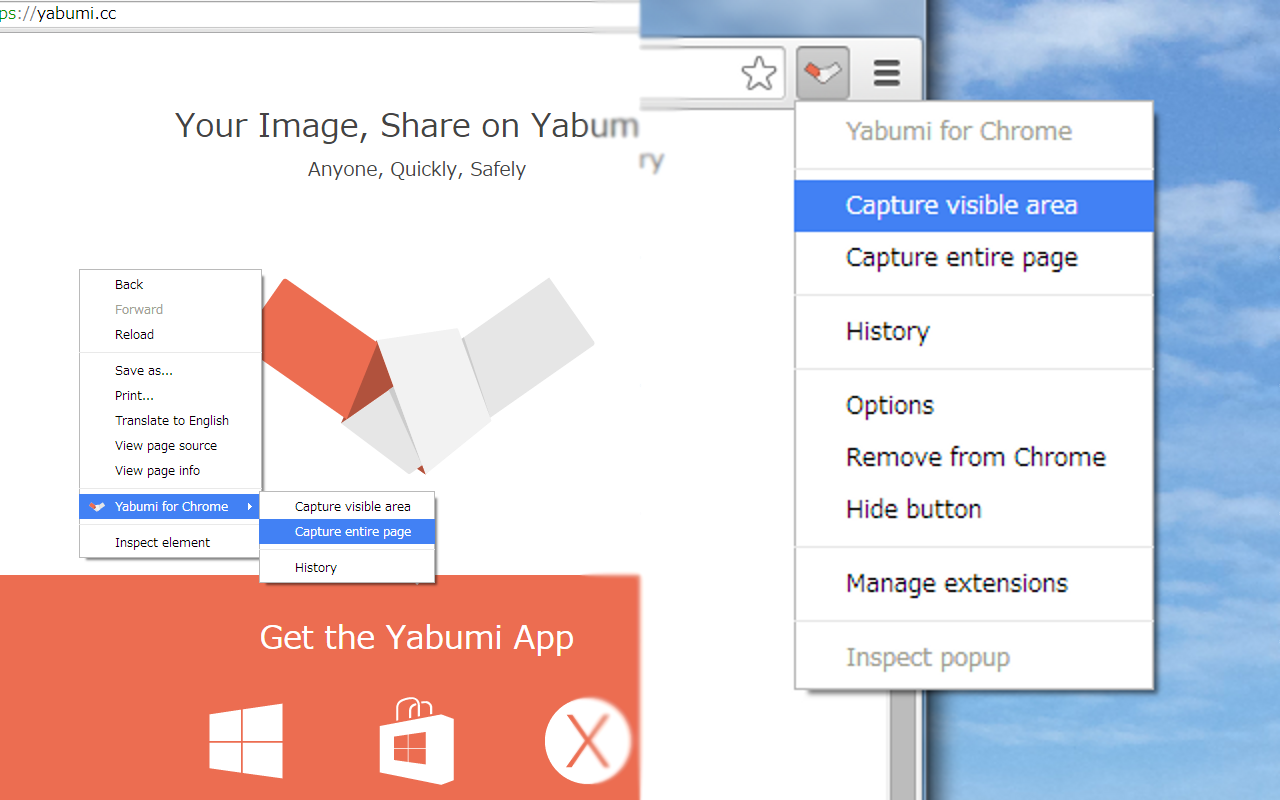 ps://yabumi.cc
Your Image, Share on Yabum
Anyone, Quickly, Safely
Back
Forward
Reload
Save as...
Print...
Translate to English
View page source
View page info
Yabumi for Chrome
Inspect element
Capture visible area
Capture entire page
History
Get the Yabumi App
X
ry
Yabumi for Chrome
Capture visible area
Capture entire page
History
Options
Remove from Chrome
Hide button
Manage extensions
Inspect popup